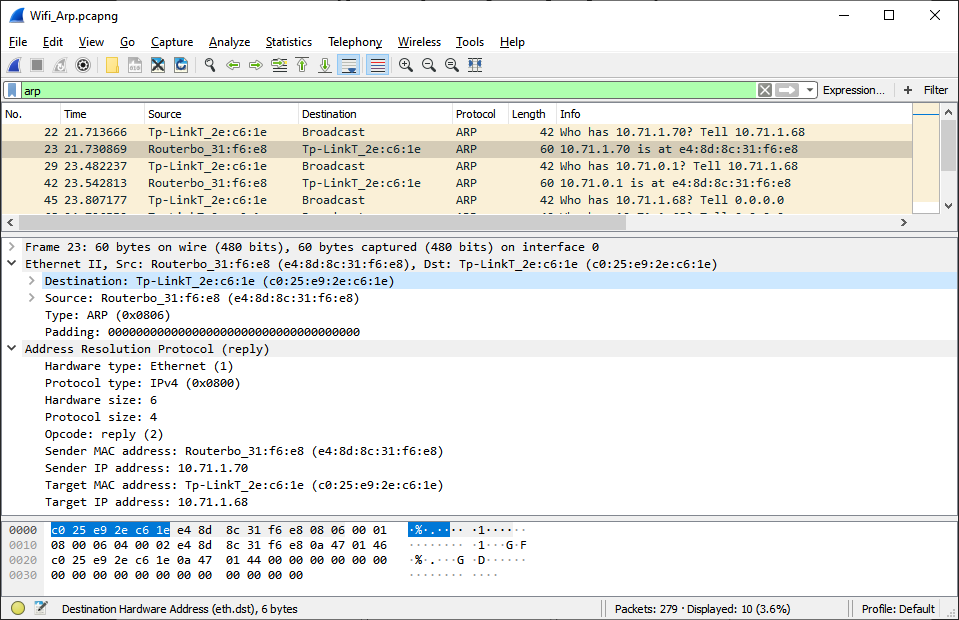 Wifi_Arp.pcapng
File Edit View Go Capture Analyze Statistics Telephony Wireless Tools Help
arp Expression... + Filter
No. Time Source Destination Protocol Length Info
22 21.713666 Tp-LinkT_2e:c6:1e Broadcast ARP 42 Who has 10.71.1.70? Tell 10.71.1.68
23 21.730869 Routerbo_31:f6:e8 Tp-LinkT_2e:c6:1e ARP 60 10.71.1.70 is at e4:8d:8c:31:f6:e8
29 23.482237 Tp-LinkT_2e:c6:1e Broadcast ARP 42 Who has 10.71.0.1? Tell 10.71.1.68
42 23.542813 Routerbo_31:f6:e8 Tp-LinkT_2e:c6:1e ARP 60 10.71.0.1 is at e4:8d:8c:31:f6:e8
45 23.807177 Tp-LinkT_2e:c6:1e Broadcast ARP 42 Who has 10.71.1.68? Tell 0.0.0.0
Frame 23: 60 bytes on wire (480 bits), 60 bytes captured (480 bits) on interface 0
Ethernet II, Src: Routerbo_31:f6:e8 (e4:8d:8c:31:f6:e8), Dst: Tp-LinkT_2e:c6:1e (c0:25:e9:2e:c6:1e)
Destination: Tp-LinkT_2e:c6:1e (c0:25:e9:2e:c6:1e)
Source: Routerbo_31:f6:e8 (e4:8d:8c:31:f6:e8)
Type: ARP (0x0806)
Padding: 000000000000000000000000000000000000
Address Resolution Protocol (reply)
Hardware type: Ethernet (1)
Protocol type: IPv4 (0x0800)
Hardware size: 6
Protocol size: 4
Opcode: reply (2)
Sender MAC address: Routerbo_31:f6:e8 (e4:8d:8c:31:f6:e8)
Sender IP address: 10.71.1.70
Target MAC address: Tp-LinkT_2e:c6:1e (c0:25:e9:2e:c6:1e)
Target IP address: 10.71.1.68
0000 c0 25 e9 2e c6 1e e4 8d 8c 31 f6 e8 08 06 00 01 ·%·.···· ·1······
0010 08 00 06 04 00 02 e4 8d 8c 31 f6 e8 0a 47 01 46 ········ ·1···G·F
0020 c0 25 e9 2e c6 1e 0a 47 01 44 00 00 00 00 00 00 ·%·.···G ·D······
0030 00 00 00 00 00 00 00 00 00 00 00 00 ········ ····
Destination Hardware Address (eth.dst), 6 bytes Packets: 279 · Displayed: 10 (3.6%) Profile: Default